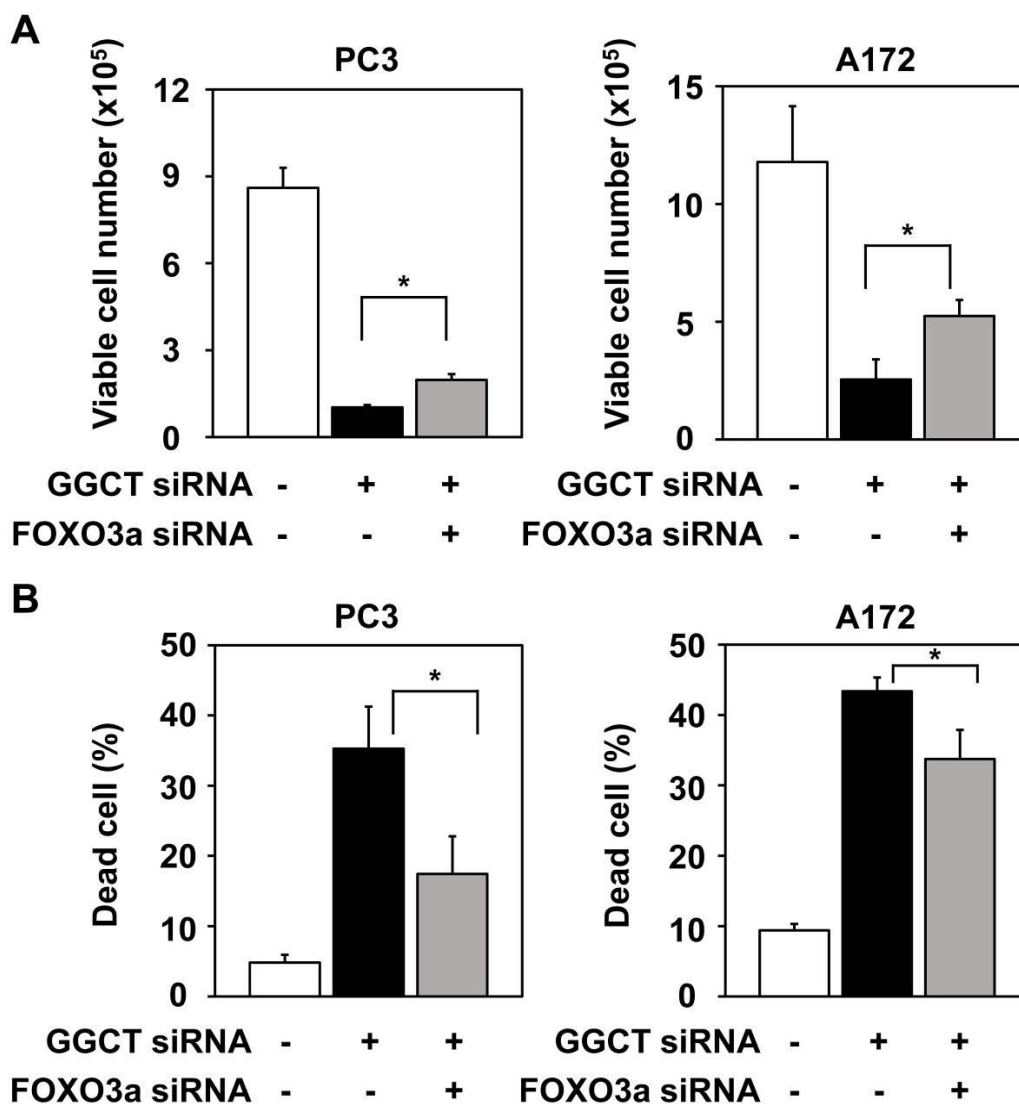 A
PC3
A172
Viable cell number (x10⁵)
12
9
6
3
0
*
Viable cell number (x10⁵)
15
10
5
0
*
GGCT siRNA - + +
FOXO3a siRNA - - +
GGCT siRNA - + +
FOXO3a siRNA - - +
B
PC3
A172
Dead cell (%)
50
40
30
20
10
0
*
Dead cell (%)
50
40
30
20
10
0
*
GGCT siRNA - + +
FOXO3a siRNA - - +
GGCT siRNA - + +
FOXO3a siRNA - - +